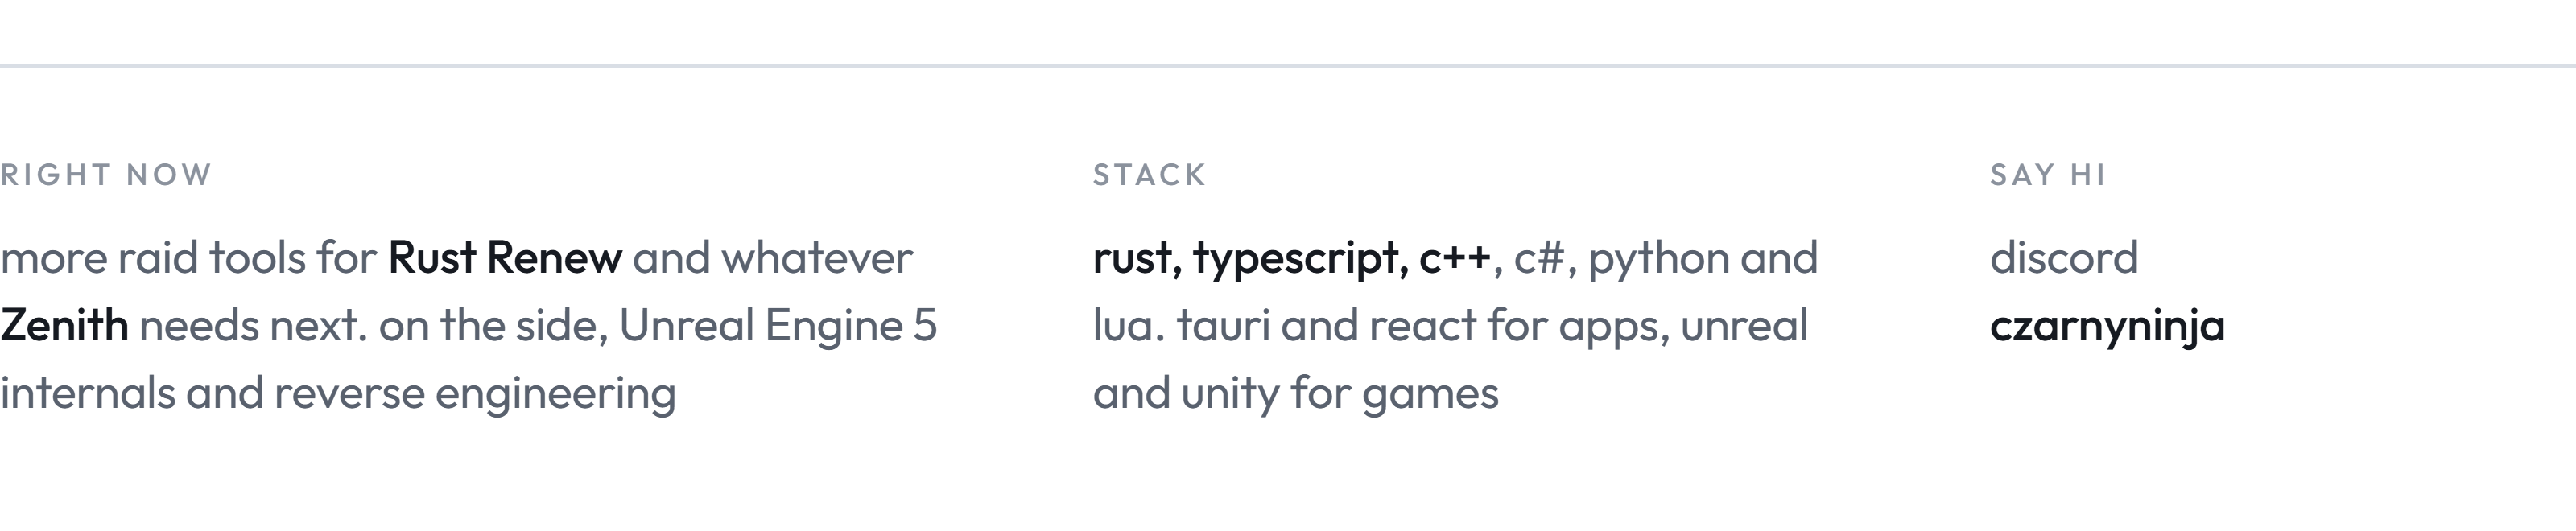 RIGHT NOW
more raid tools for Rust Renew and whatever
Zenith needs next. on the side, Unreal Engine 5
internals and reverse engineering
STACK
rust, typescript, c++, c#, python and
lua. tauri and react for apps, unreal
and unity for games
SAY HI
discord
czarnyninja